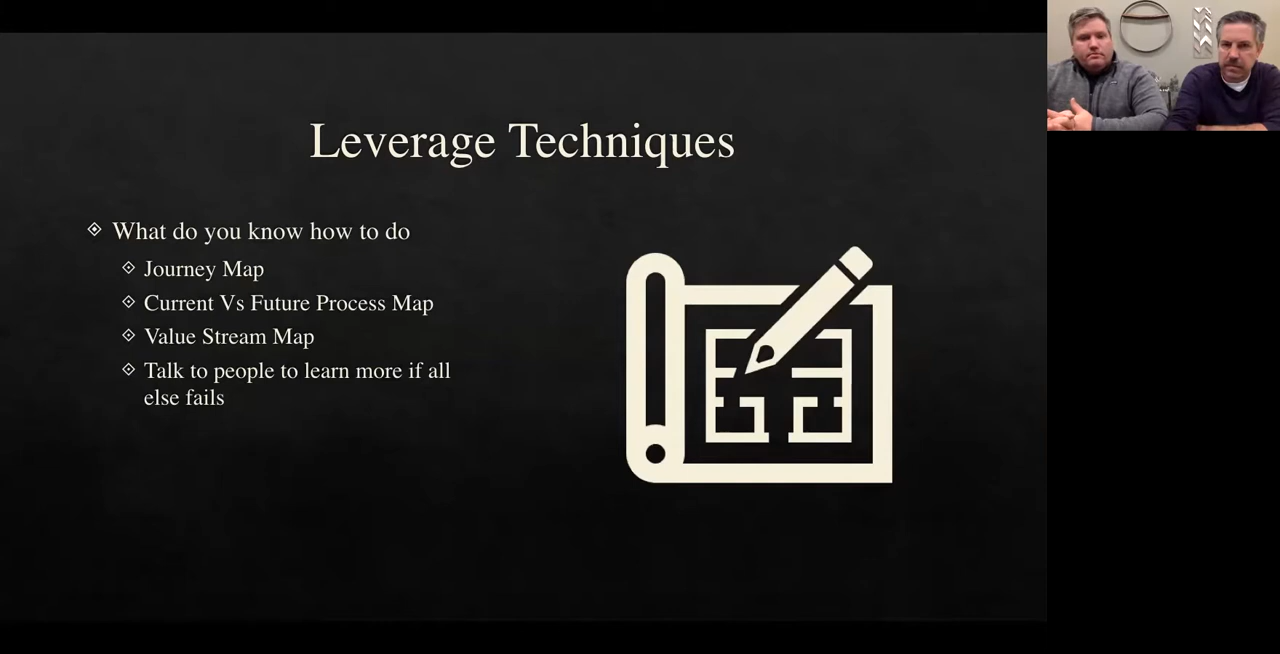 Leverage Techniques
What do you know how to do
Journey Map
Current Vs Future Process Map
Value Stream Map
Talk to people to learn more if all
else fails